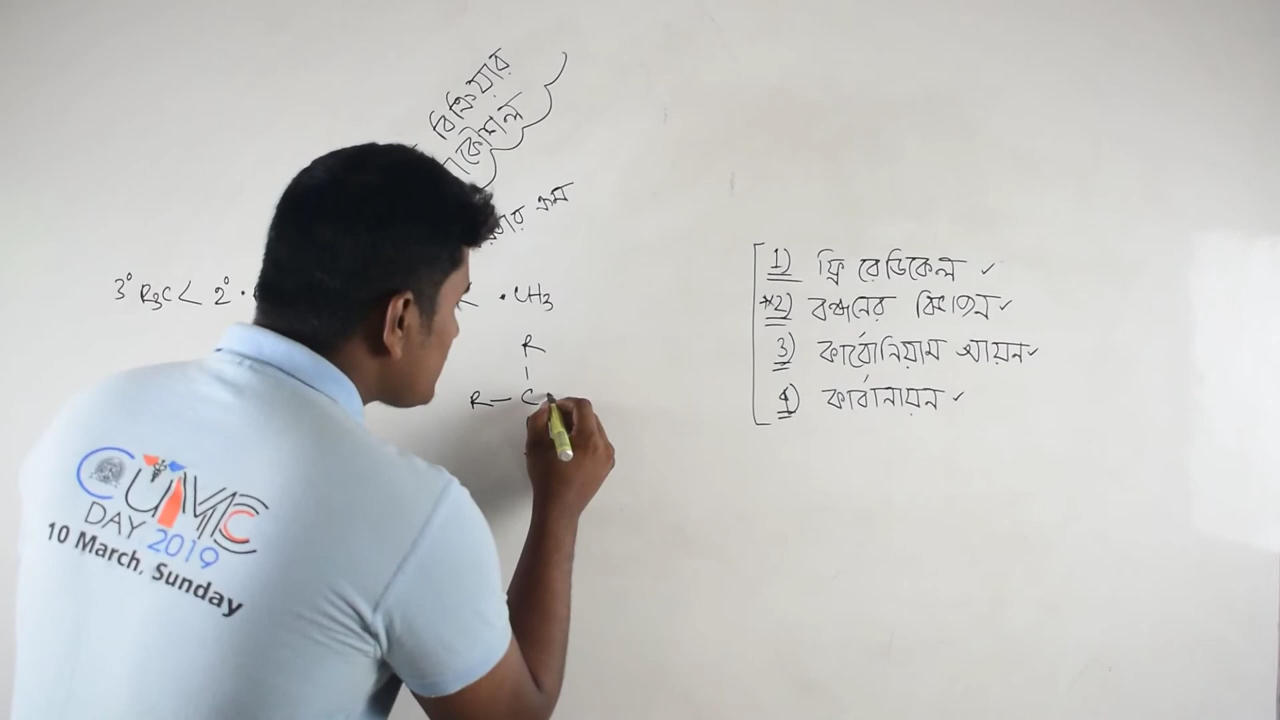 বিক্রিয়ার
কৌশল
ক্রম
3° R₃C < 2° •
< •CH₃
R
R – C
1) ফ্রি রেডিকেল ✓
*2) বন্ধনের বিভাজন ✓
3) কার্বোনিয়াম আয়ন ✓
4) কার্বানায়ন ✓
CUMC
DAY 2019
10 March, Sunday